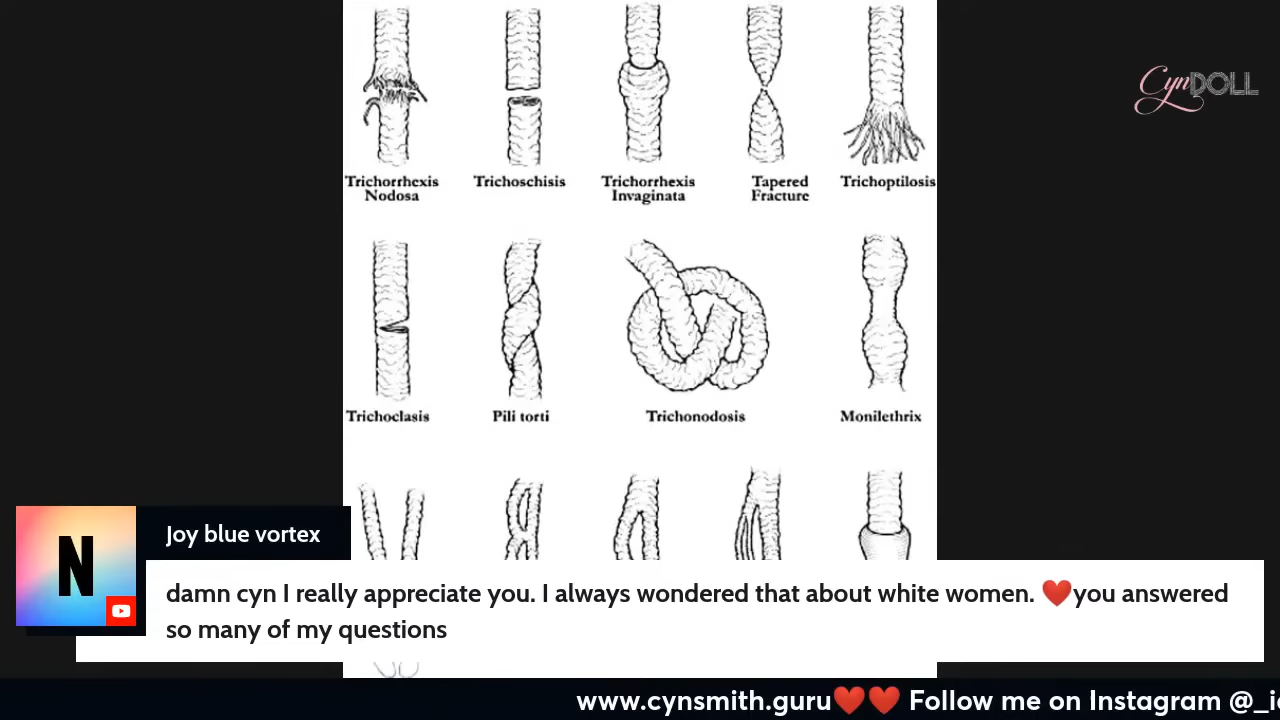 CynDOLL
Trichorrhexis Nodosa
Trichoschisis
Trichorrhexis Invaginata
Tapered Fracture
Trichoptilosis
Trichoclasis
Pili torti
Trichonodosis
Monilethrix
N
Joy blue vortex
damn cyn I really appreciate you. I always wondered that about white women. ❤️you answered
so many of my questions
www.cynsmith.guru❤️❤️ Follow me on Instagram @_